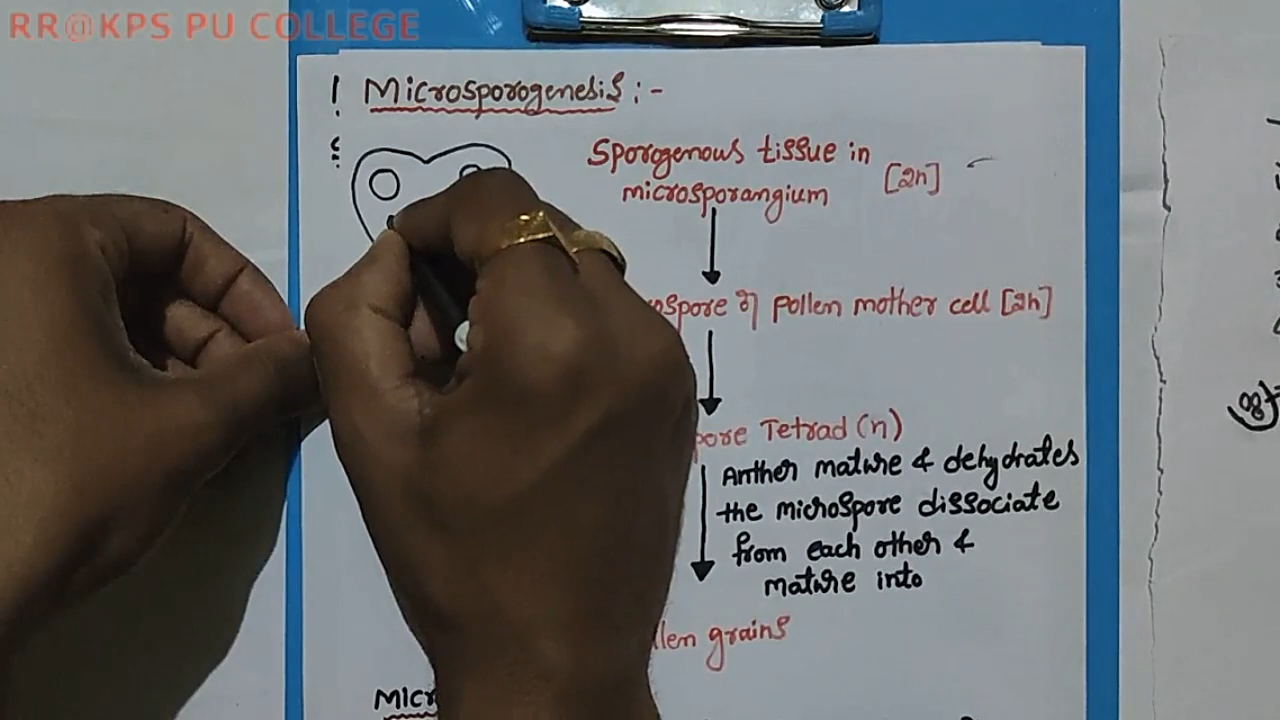 RR@KPS PU COLLEGE
Microsporogenesis :-
Sporogenous tissue in
microsporangium [2n]
ospore or pollen mother cell [2n]
pore Tetrad (n)
Anther mature & dehydrates
the microspore dissociate
from each other &
mature into
llen grains
Micr